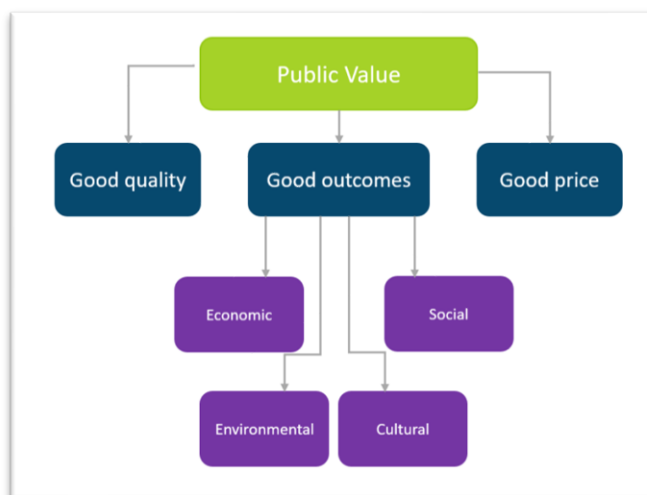 Public Value
Good quality
Good outcomes
Good price
Economic
Social
Environmental
Cultural